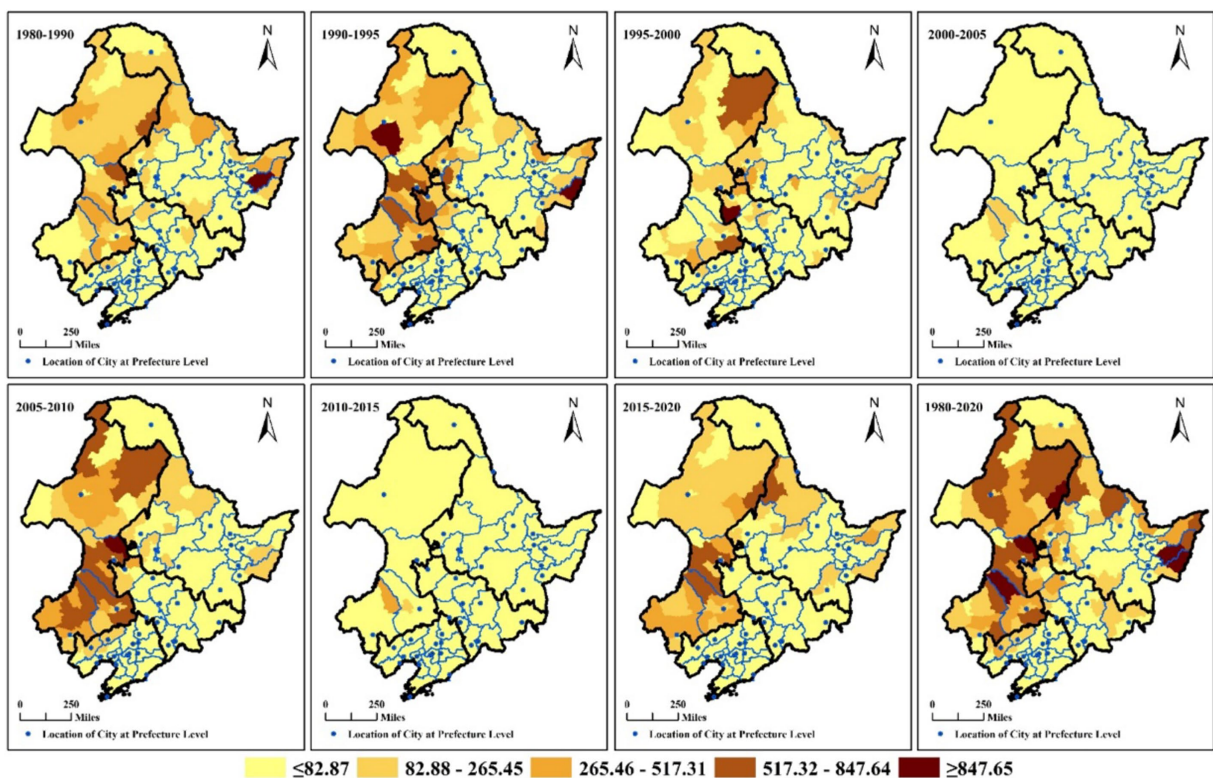 1980-1990
N
0 250
Miles
Location of City at Prefecture Level
1990-1995
N
0 250
Miles
Location of City at Prefecture Level
1995-2000
N
0 250
Miles
Location of City at Prefecture Level
2000-2005
N
0 250
Miles
Location of City at Prefecture Level
2005-2010
N
0 250
Miles
Location of City at Prefecture Level
2010-2015
N
0 250
Miles
Location of City at Prefecture Level
2015-2020
N
0 250
Miles
Location of City at Prefecture Level
1980-2020
N
0 250
Miles
Location of City at Prefecture Level
≤82.87 82.88 - 265.45 265.46 - 517.31 517.32 - 847.64 ≥847.65